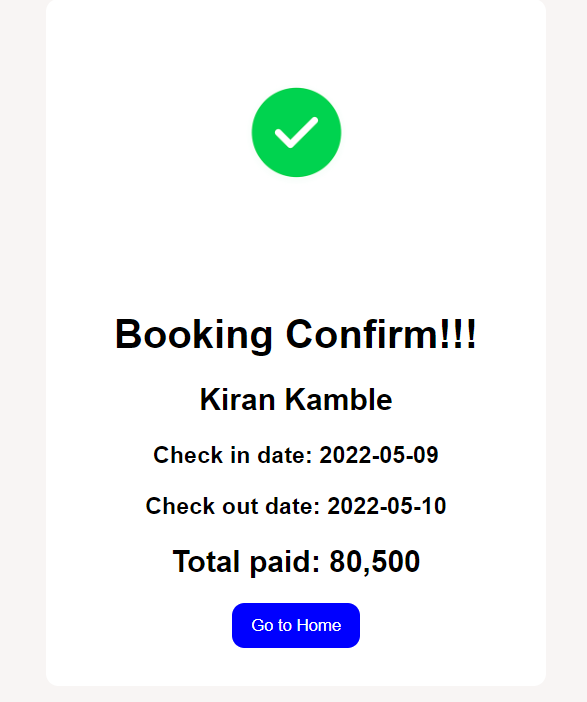 Booking Confirm!!!
Kiran Kamble
Check in date: 2022-05-09
Check out date: 2022-05-10
Total paid: 80,500
Go to Home